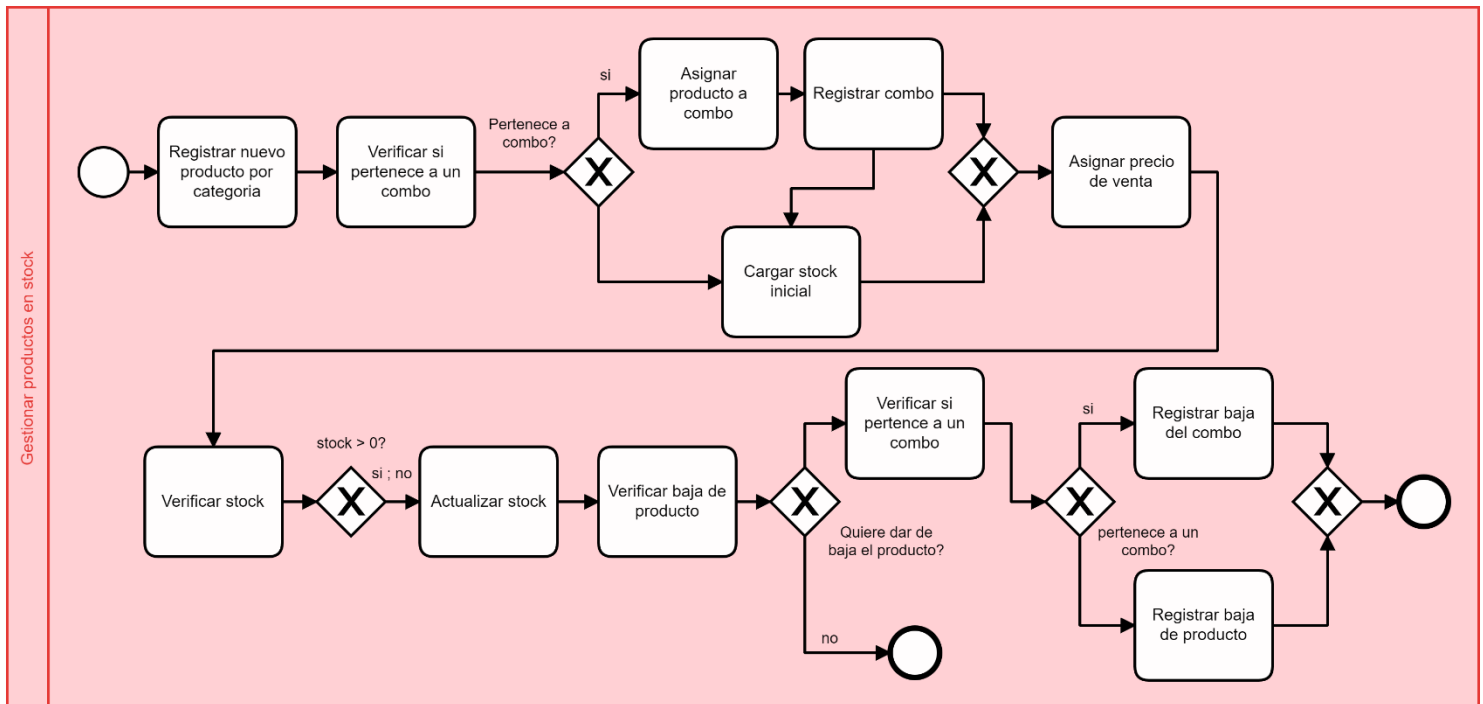 Gestionar productos en stock
Registrar nuevo
producto por
categoria
Verificar si
pertenece a un
combo
Pertenece a
combo?
X
si
Asignar
producto a
combo
Registrar combo
Cargar stock
inicial
X
Asignar precio
de venta
Verificar stock
stock > 0?
X
si ; no
Actualizar stock
Verificar baja de
producto
X
Quiere dar de
baja el producto?
no
Verificar si
pertence a un
combo
X
pertenece a un
combo?
si
Registrar baja
del combo
Registrar baja
de producto
X